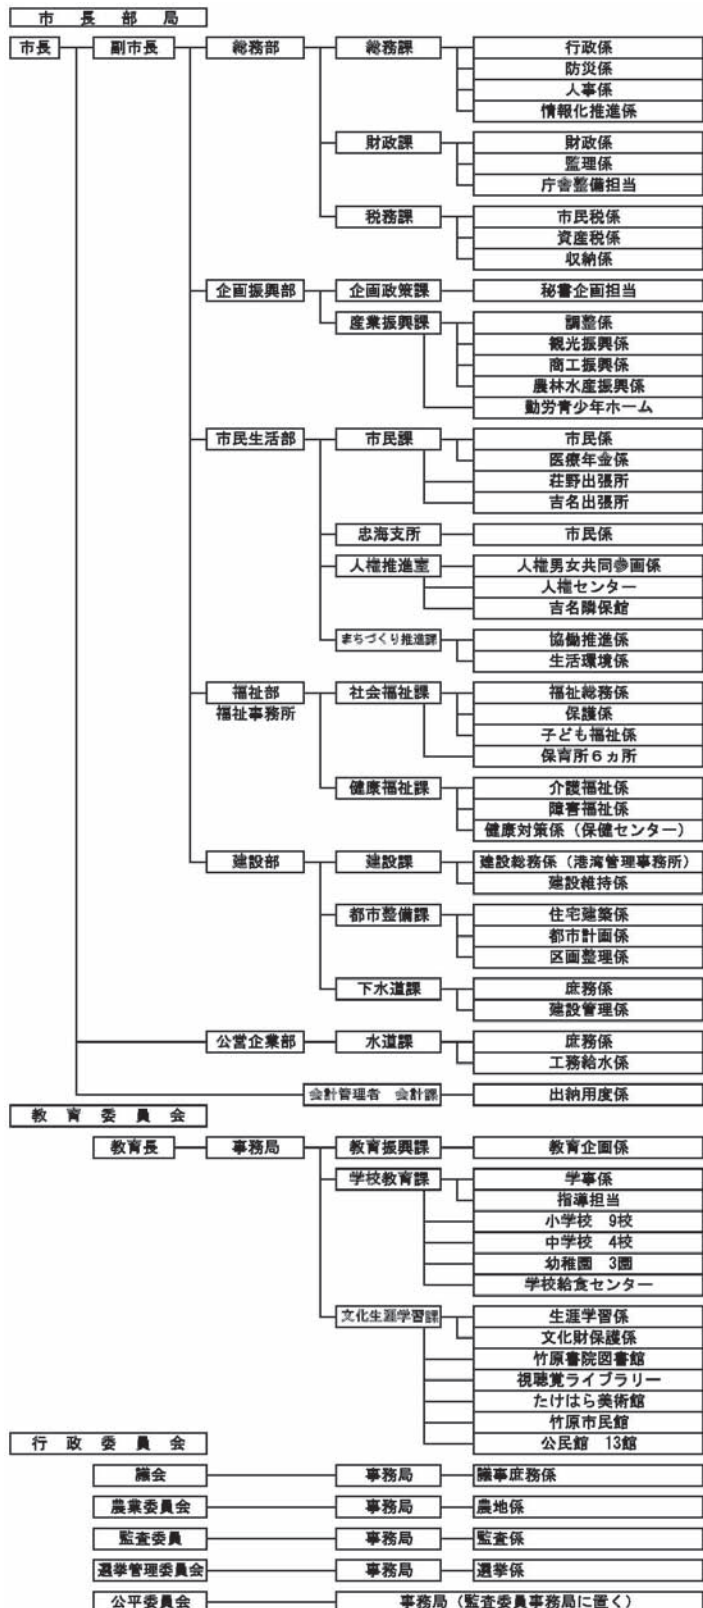 市長部局
市長 副市長 総務部 総務課 行政係
防災係
人事係
情報化推進係
財政課 財政係
監理係
庁舎整備担当
税務課 市民税係
資産税係
収納係
企画振興部 企画政策課 秘書企画担当
産業振興課 調整係
観光振興係
商工振興係
農林水産振興係
勤労青少年ホーム
市民生活部 市民課 市民係
医療年金係
荘野出張所
吉名出張所
忠海支所 市民係
人権推進室 人権男女共同参画係
人権センター
吉名隣保館
まちづくり推進課 協働推進係
生活環境係
福祉部 社会福祉課 福祉総務係
福祉事務所 保護係
子ども福祉係
保育所6ヵ所
健康福祉課 介護福祉係
障害福祉係
健康対策係(保健センター)
建設部 建設課 建設総務係(港湾管理事務所)
建設維持係
都市整備課 住宅建築係
都市計画係
区画整理係
下水道課 庶務係
建設管理係
公営企業部 水道課 庶務係
工務給水係
会計管理者 会計課 出納用度係
教育委員会
教育長 事務局 教育振興課 教育企画係
学校教育課 学事係
指導担当
小学校 9校
中学校 4校
幼稚園 3園
学校給食センター
文化生涯学習課 生涯学習係
文化財保護係
竹原書院図書館
視聴覚ライブラリー
たけはら美術館
竹原市民館
公民館 13館
行政委員会
議会 事務局 議事庶務係
農業委員会 事務局 農地係
監査委員 事務局 監査係
選挙管理委員会 事務局 選挙係
公平委員会 事務局(監査委員事務局に置く)